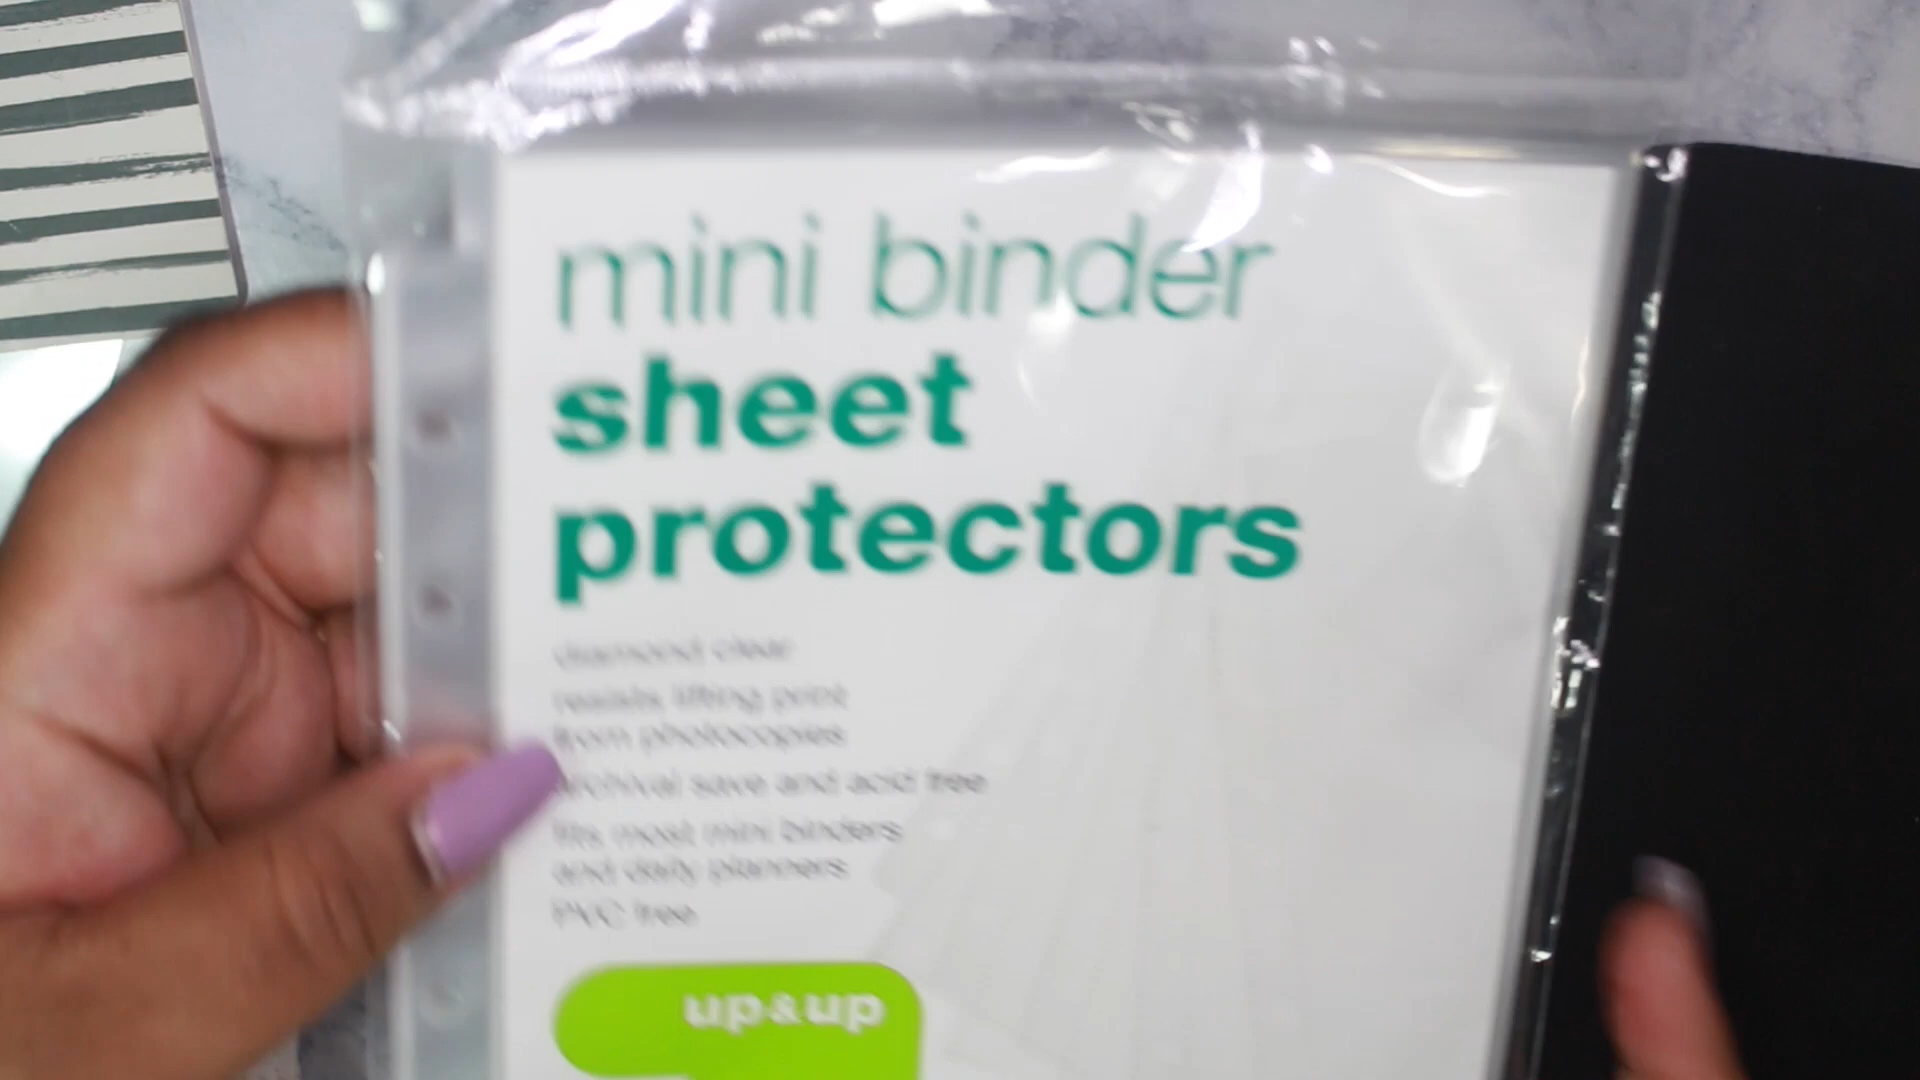 mini binder
sheet
protectors
diamond clear
resists lifting print
from photocopies
archival save and acid free
fits most mini binders
and daily planners
PVC free
up&up